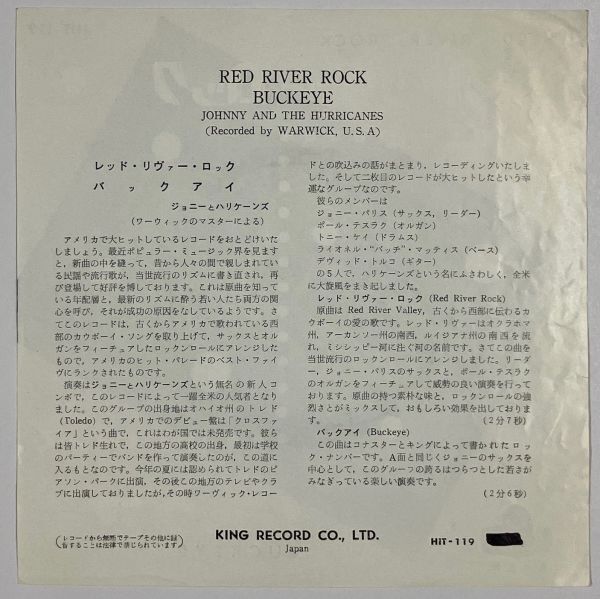 RED RIVER ROCK
BUCKEYE
JOHNNY AND THE HURRICANES
(Recorded by WARWICK, U.S.A)
レッド・リヴァー・ロック
バックアイ
ジョニーとハリケーンズ
(ワーウィックのマスターによる)
アメリカで大ヒットしているレコードをおとどけいた
しましょう。最近ポピュラー・ミュージック界を見ます
と、新曲の中を縫って、昔から人々の間で親しまれてい
る民謡や流行歌が、当世流行のリズムに書き直され、再
び登場して好評を博しております。これは原曲を知って
いる年配層と、最新のリズムに酔う若い人たち両方の関
心を呼び、それが成功の原因をなしているようです。さ
てこのレコードは、古くからアメリカで歌われている西
部のカウボーイ・ソングを取り上げて、サックスとオル
ガンをフィーチュアしたロックンロールにアレンジした
もので、アメリカのヒット・パレードのベスト・ファイ
ヴにランクされたものです。
演奏はジョニーとハリケーンズという無名の新人コ
ンボで、このレコードによって一躍全米の人気者となり
ました。このグループの出身地はオハイオ州のトレド
(Toledo) で、アメリカでのデビュー盤は「クロスファ
イア」という曲で、これはわが国では未発売です。彼ら
は皆トレド生れで、この地方の高校の出身、最初は学校
のパーティーでバンドを作って演奏したのが、この道に
入るもととなのです。今年の夏には認められてトレドのピ
アソン・パークに出演、その後この地方のテレビやクラ
ブに出演しておりましたが、その時ワーヴィック・レコー
ドとの吹込みの話がまとまり、レコーディングいたしま
した。そして二枚目のレコードが大ヒットしたという幸
運なグループなのです。
彼らのメンバーは
ジョニー・パリス (サックス，リーダー)
ポール・テスラク (オルガン)
トニー・ケイ (ドラムス)
ライオネル・“バッチ”・マッティス (ベース)
デヴィッド・トルコ (ギター)
の5人で、ハリケーンズという名にふさわしく、全米
に大旋風をまき起しました。
レッド・リヴァー・ロック (Red River Rock)
原曲は Red River Valley, 古くから西部に伝わるカ
ウボーイの愛の歌です。レッド・リヴァーはオクラホマ
州、アーカンソー州の南西、ルイジアナ州の南西を流
れ、ミシシッピー河に注ぐ河の名前です。さてこの曲を
当世流行のロックンロールにアレンジしました。リーダ
ー、ジョニー・パリスのサックスと、ポール・テスラク
のオルガンをフィーチュアして威勢の良い演奏を行って
おります。原曲の持つ素朴な味と、ロックンロールの強
烈さとがミックスして、おもしろい効果を出しておりま
す。
(2分7秒)
バックアイ (Buckeye)
この曲はコナスターとキングによって書かれたロッ
ク・ナンバーです。A面と同じくジョニーのサックスを
中心として、このグループの誇るはつらつとした若さが
みなぎっている楽しい演奏です。
(2分6秒)
(レコードから無断でテープその他に録
音することは法律で禁じられています)
KING RECORD CO., LTD.
Japan
HIT-119